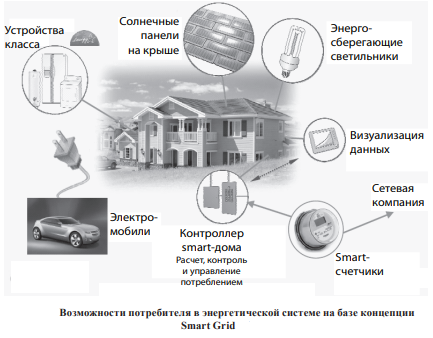 Устройства
класса
Солнечные
панели
на крыше
Энерго-
сберегающие
светильники
Визуализация
данных
Сетевая
компания
Электро-
мобили
Контроллер
smart-дома
Расчет, контроль
и управление
потреблением
Smart-
счетчики
Возможности потребителя в энергетической системе на базе концепции
Smart Grid